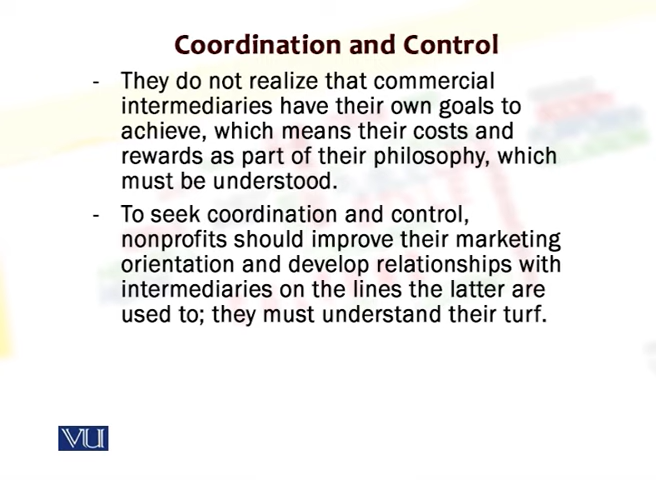 Coordination and Control
- They do not realize that commercial
intermediaries have their own goals to
achieve, which means their costs and
rewards as part of their philosophy, which
must be understood.
- To seek coordination and control,
nonprofits should improve their marketing
orientation and develop relationships with
intermediaries on the lines the latter are
used to; they must understand their turf.
VU